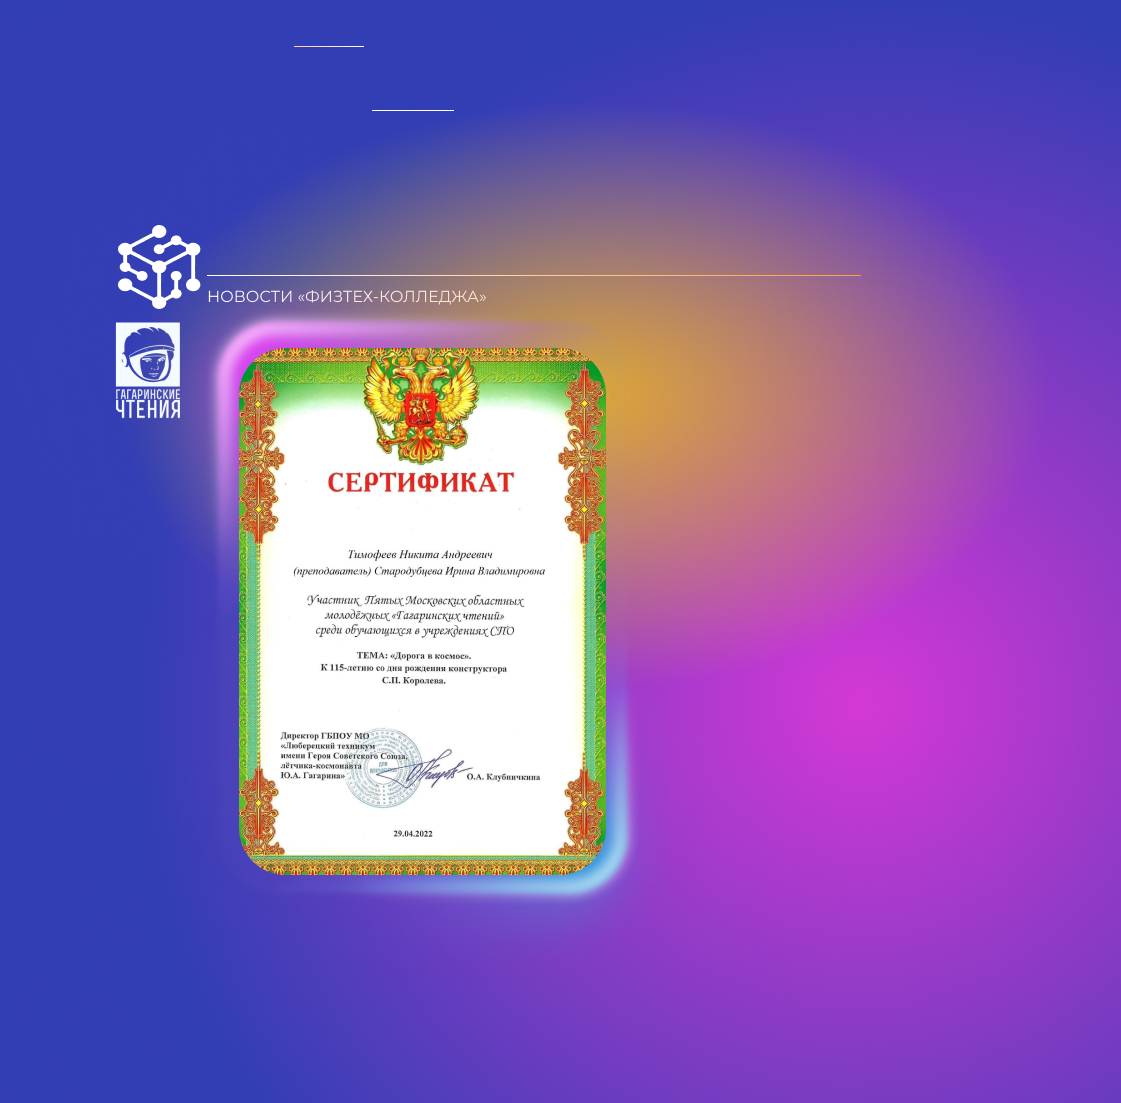 НОВОСТИ «ФИЗТЕХ-КОЛЛЕДЖА»
ГАГАРИНСКИЕ
ЧТЕНИЯ
СЕРТИФИКАТ
Тимофеев Никита Андреевич
(преподаватель) Стародубцева Ирина Владимировна
Участник Пятых Московских областных
молодёжных «Гагаринских чтений»
среди обучающихся в учреждениях СПО
ТЕМА: «Дорога в космос».
К 115-летию со дня рождения конструктора
С.П. Королева.
Директор ГБПОУ МО
«Люберецкий техникум
имени Героя Советского Союза,
лётчика-космонавта
Ю.А. Гагарина»
О.А. Клубничкина
ДЛЯ
ДОКУМЕНТОВ
29.04.2022